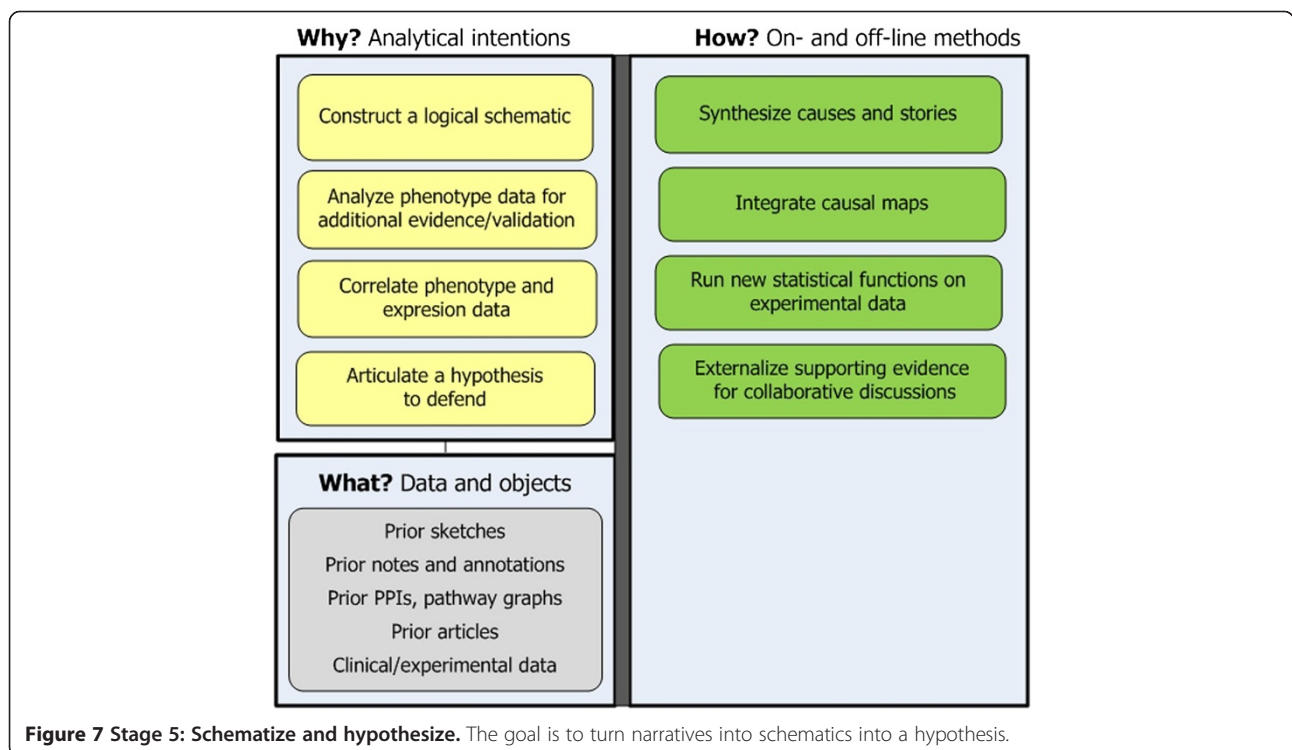 Why? Analytical intentions
Construct a logical schematic
Analyze phenotype data for
additional evidence/validation
Correlate phenotype and
expresion data
Articulate a hypothesis
to defend
What? Data and objects
Prior sketches
Prior notes and annotations
Prior PPIs, pathway graphs
Prior articles
Clinical/experimental data
How? On- and off-line methods
Synthesize causes and stories
Integrate causal maps
Run new statistical functions on
experimental data
Externalize supporting evidence
for collaborative discussions
Figure 7 Stage 5: Schematize and hypothesize. The goal is to turn narratives into schematics into a hypothesis.